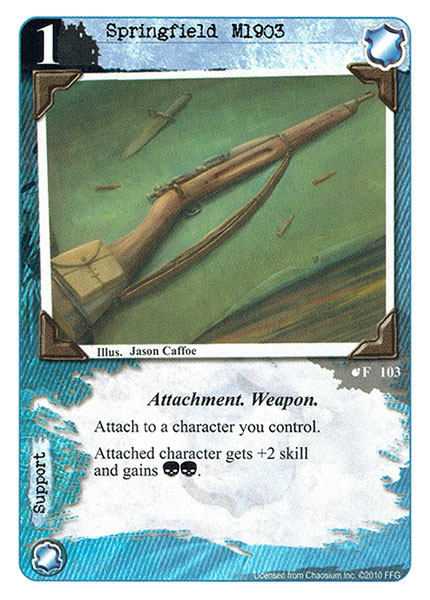 1
Springfield M1903
Illus. Jason Caffoe
F 103
Attachment. Weapon.
Attach to a character you control.
Attached character gets +2 skill
and gains
.
Support
Licensed from Chaosium Inc. ©2010 FFG